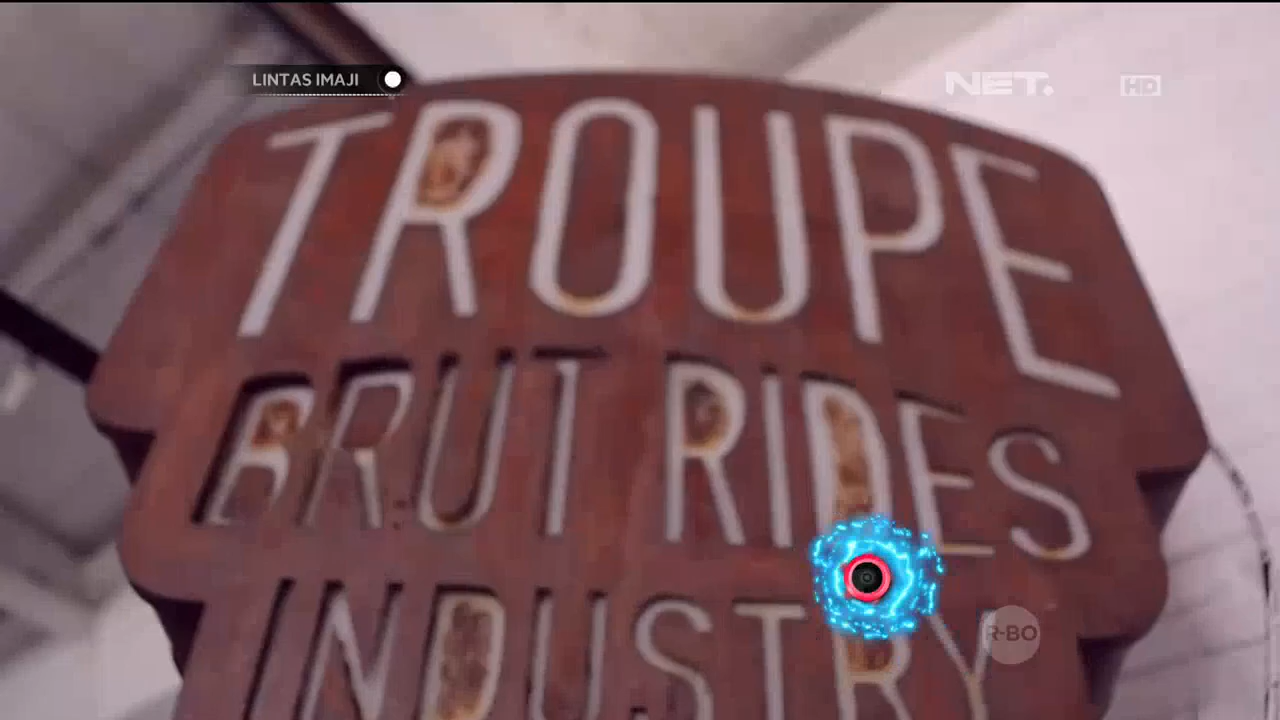 LINTAS IMAJI
NET.
HD
TROUPE
BRUT RIDES
INDUSTRY
R-BO